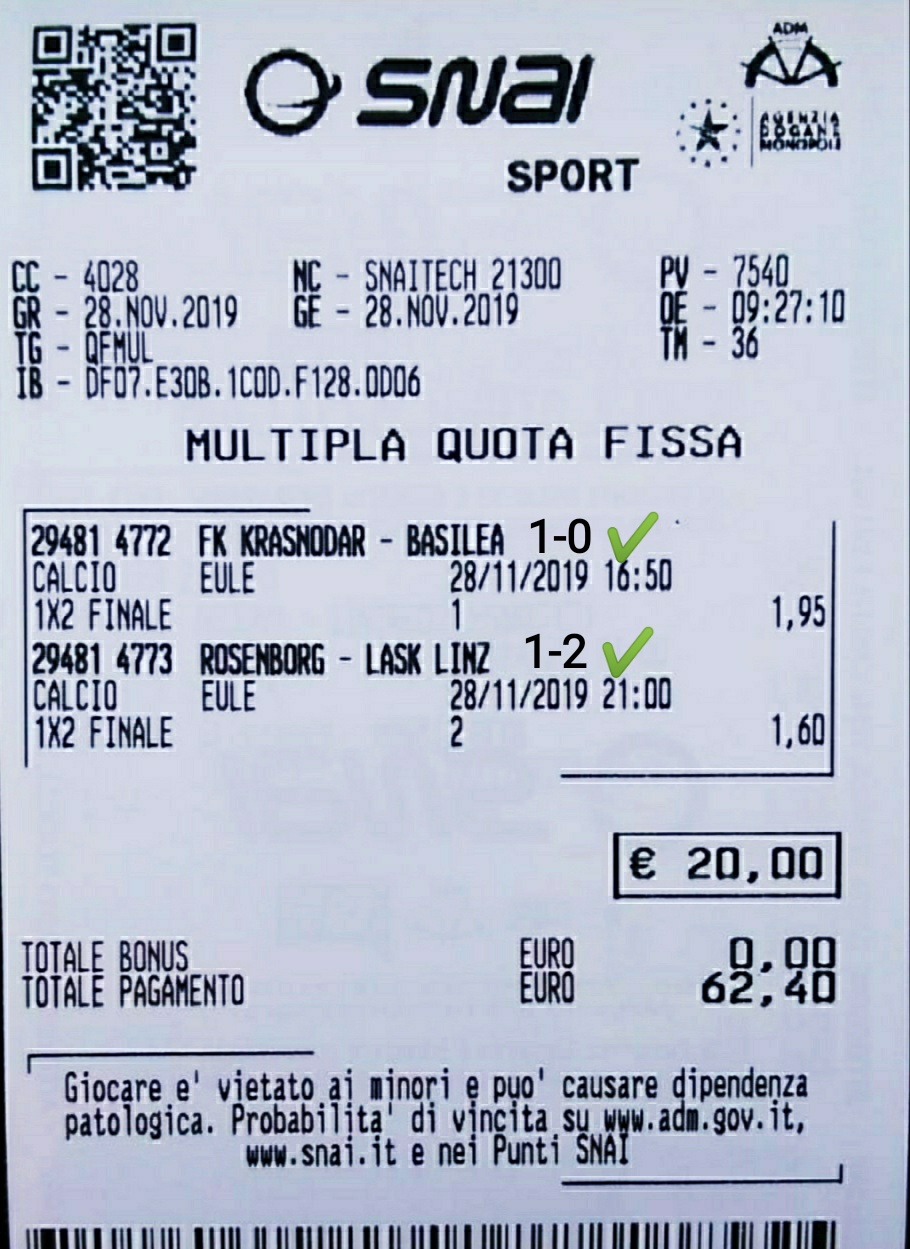 SNAI
SPORT
ADM
AGENZIA
DOGANE
MONOPOLI
CC - 4028 NC - SNAITECH 21300 PV - 7540
GR - 28.NOV.2019 GE - 28.NOV.2019 OE - 09:27:10
TG - QFMUL TM - 36
IB - DF07.E30B.1C0D.F128.0D06
MULTIPLA QUOTA FISSA
29481 4772 FK KRASNODAR - BASILEA 1-0 ✔
CALCIO EULE 28/11/2019 16:50
1X2 FINALE 1 1,95
29481 4773 ROSENBORG - LASK LINZ 1-2 ✔
CALCIO EULE 28/11/2019 21:00
1X2 FINALE 2 1,60
€ 20,00
TOTALE BONUS EURO 0,00
TOTALE PAGAMENTO EURO 62,40
Giocare e' vietato ai minori e puo' causare dipendenza
patologica. Probabilita' di vincita su www.adm.gov.it,
www.snai.it e nei Punti SNAI